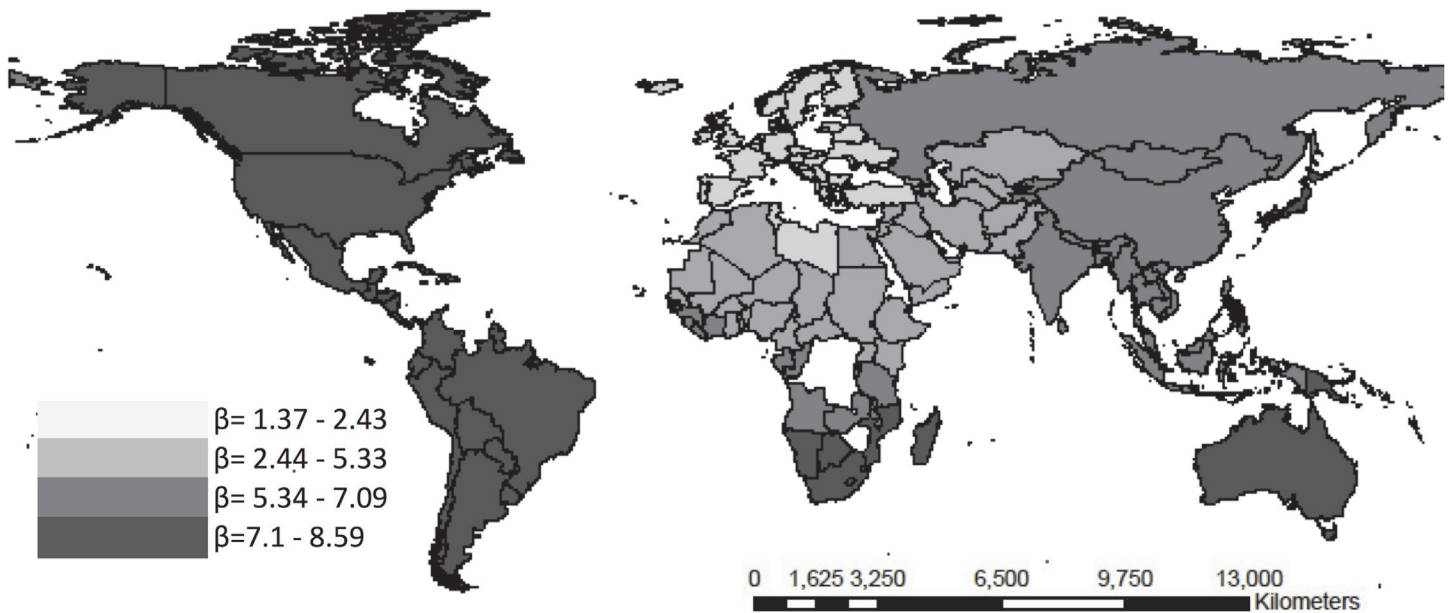 β= 1.37 - 2.43
β= 2.44 - 5.33
β= 5.34 - 7.09
β=7.1 - 8.59
0 1,625 3,250 6,500 9,750 13,000
Kilometers